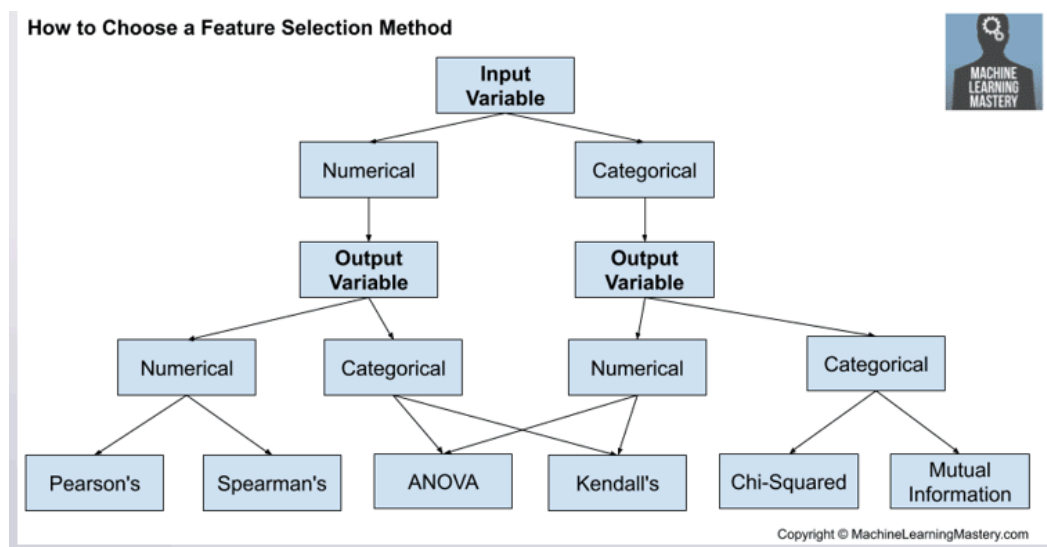 How to Choose a Feature Selection Method
MACHINE
LEARNING
MASTERY
Input
Variable
Numerical
Categorical
Output
Variable
Output
Variable
Numerical
Categorical
Numerical
Categorical
Pearson's
Spearman's
ANOVA
Kendall's
Chi-Squared
Mutual
Information
Copyright © MachineLearningMastery.com